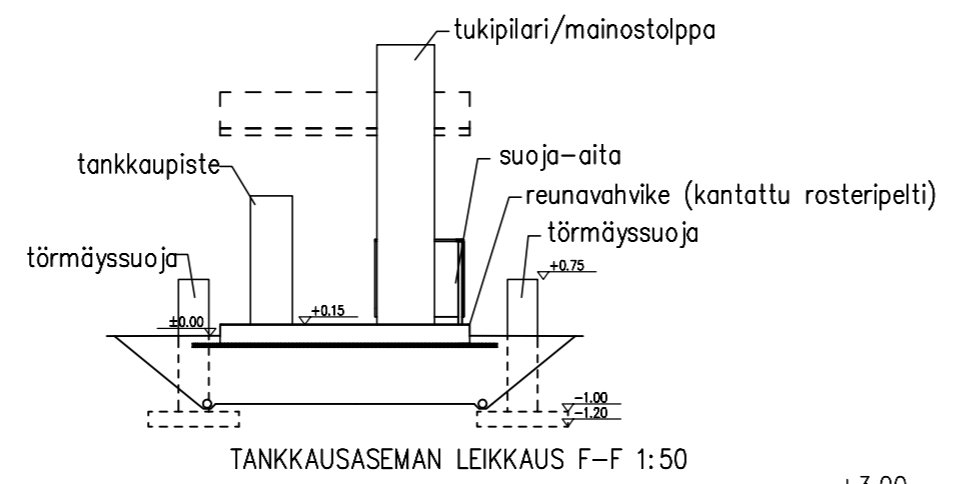 tukipilari/mainostolppa
suoja-aita
tankkaupiste
reunavahvike (kantattu rosteripelti)
törmäyssuoja
törmäyssuoja
+0.75
+0.15
±0.00
-1.00
-1.20
TANKKAUSASEMAN LEIKKAUS F-F 1:50